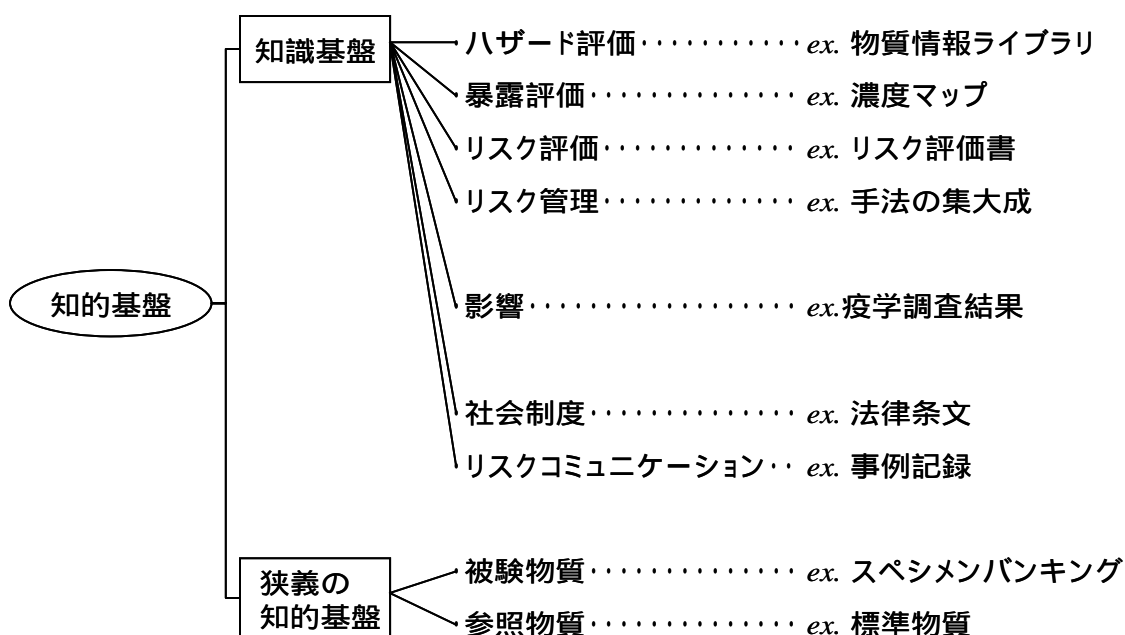 知識基盤
ハザード評価・・・・・・・・・・・ex. 物質情報ライブラリ
暴露評価・・・・・・・・・・・・・・ex. 濃度マップ
リスク評価・・・・・・・・・・・・・ex. リスク評価書
リスク管理・・・・・・・・・・・・・ex. 手法の集大成
知的基盤
影響・・・・・・・・・・・・・・・・・・ex.疫学調査結果
社会制度・・・・・・・・・・・・・・ex. 法律条文
リスクコミュニケーション・・ex. 事例記録
狭義の
知的基盤
被験物質・・・・・・・・・・・・・・ex. スペシメンバンキング
参照物質・・・・・・・・・・・・・・ex. 標準物質